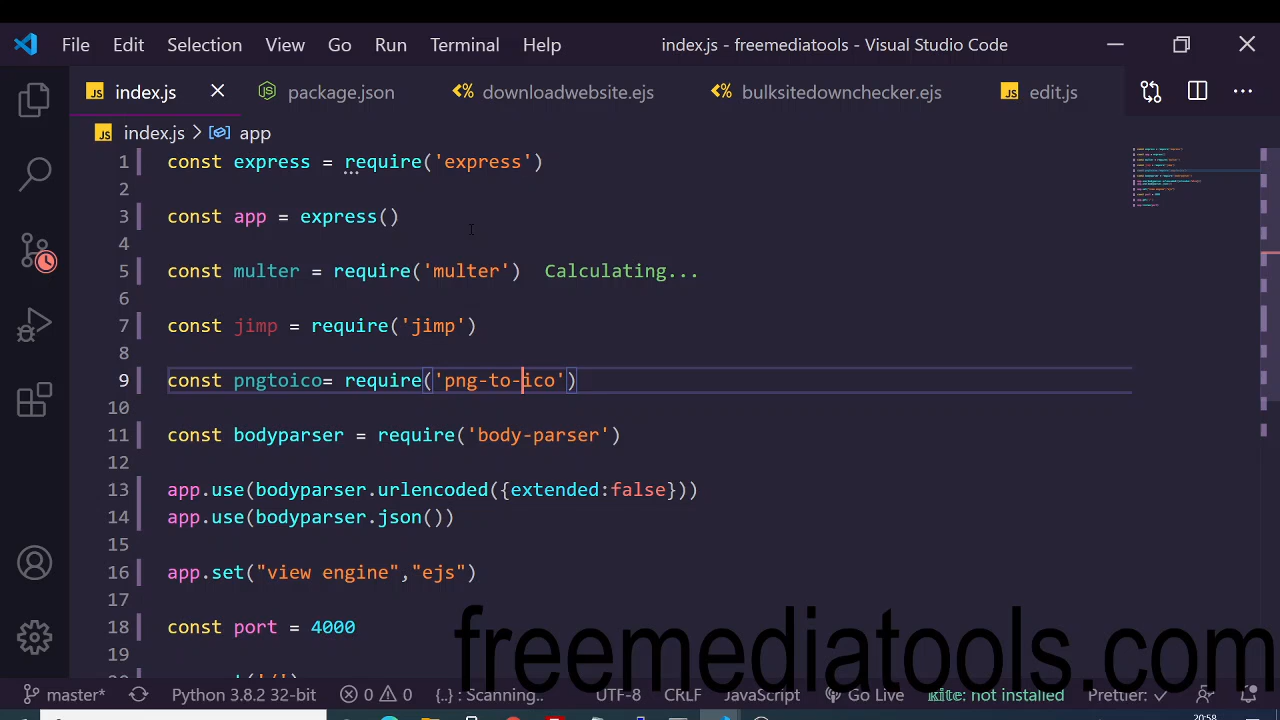 File Edit Selection View Go Run Terminal Help index.js - freemediatools - Visual Studio Code
index.js package.json downloadwebsite.ejs bulksitedownchecker.ejs edit.js ...
index.js > app
1 const express = require('express')
2
3 const app = express()
4
5 const multer = require('multer') Calculating...
6
7 const jimp = require('jimp')
8
9 const pngtoico= require('png-to-ico')
10
11 const bodyparser = require('body-parser')
12
13 app.use(bodyparser.urlencoded({extended:false}))
14 app.use(bodyparser.json())
15
16 app.set("view engine","ejs")
17
18 const port = 4000
19
freemediatools.com
master* Python 3.8.2 32-bit 0 0 {..} : Scanning.. UTF-8 CRLF JavaScript Go Live kite: not installed Prettier: ✓
20:58